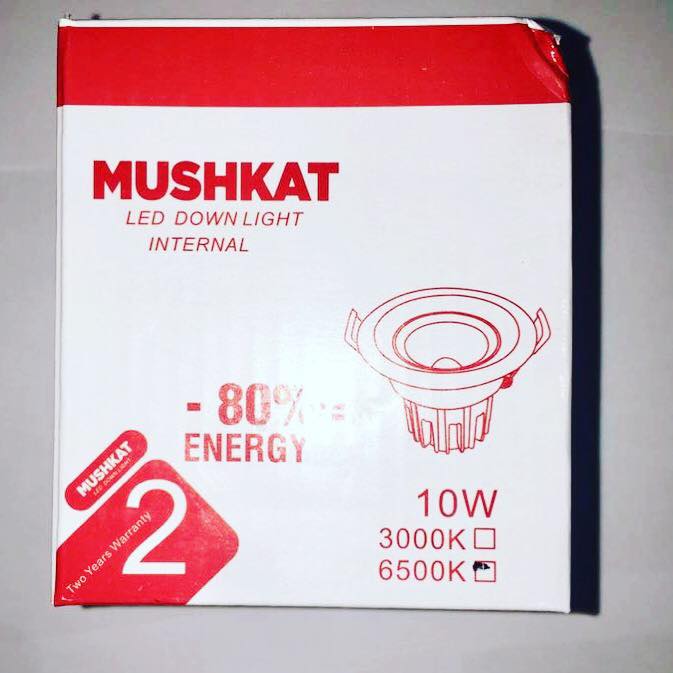 MUSHKAT
LED DOWN LIGHT
INTERNAL
- 80%
ENERGY
MUSHKAT
LED DOWN LIGHT
2
Two Years Warranty
10W
3000K
6500K